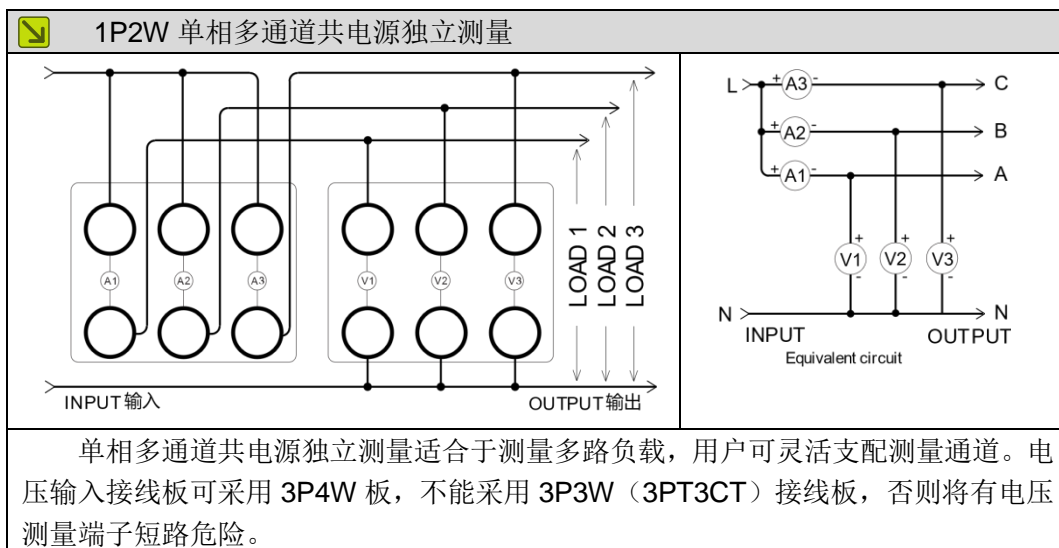 1P2W 单相多通道共电源独立测量
A1 A2 A3 V1 V2 V3
LOAD 1
LOAD 2
LOAD 3
INPUT输入
OUTPUT输出
L + A3 - C
+ A2 - B
+ A1 - A
+ + +
V1 V2 V3
- - -
N N
INPUT OUTPUT
Equivalent circuit
单相多通道共电源独立测量适合于测量多路负载，用户可灵活支配测量通道。电
压输入接线板可采用 3P4W 板，不能采用 3P3W（3PT3CT）接线板，否则将有电压
测量端子短路危险。